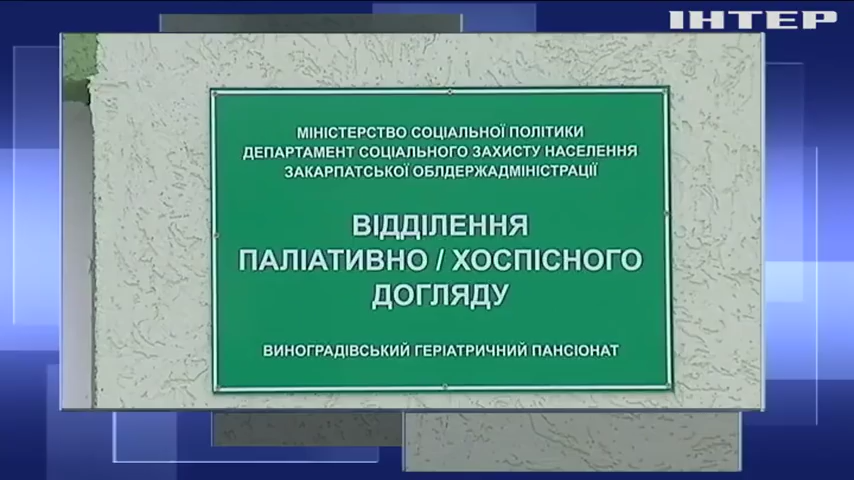 ІНТЕР
МІНІСТЕРСТВО СОЦІАЛЬНОЇ ПОЛІТИКИ
ДЕПАРТАМЕНТ СОЦІАЛЬНОГО ЗАХИСТУ НАСЕЛЕННЯ
ЗАКАРПАТСЬКОЇ ОБЛДЕРЖАДМІНІСТРАЦІЇ
ВІДДІЛЕННЯ
ПАЛІАТИВНО / ХОСПІСНОГО
ДОГЛЯДУ
ВИНОГРАДІВСЬКИЙ ГЕРІАТРИЧНИЙ ПАНСІОНАТ